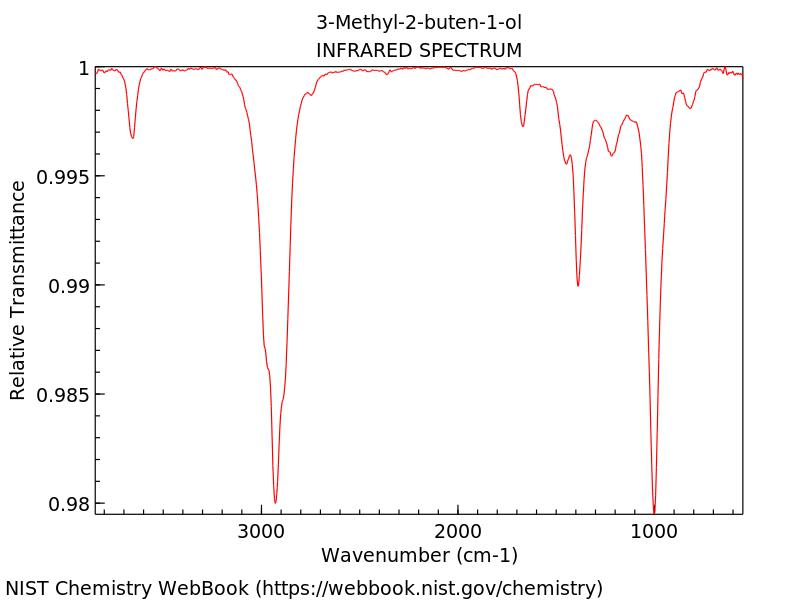 3-Methyl-2-buten-1-ol
INFRARED SPECTRUM
1
0.995
0.99
0.985
0.98
Relative Transmittance
3000 2000 1000
Wavenumber (cm-1)
NIST Chemistry WebBook (https://webbook.nist.gov/chemistry)